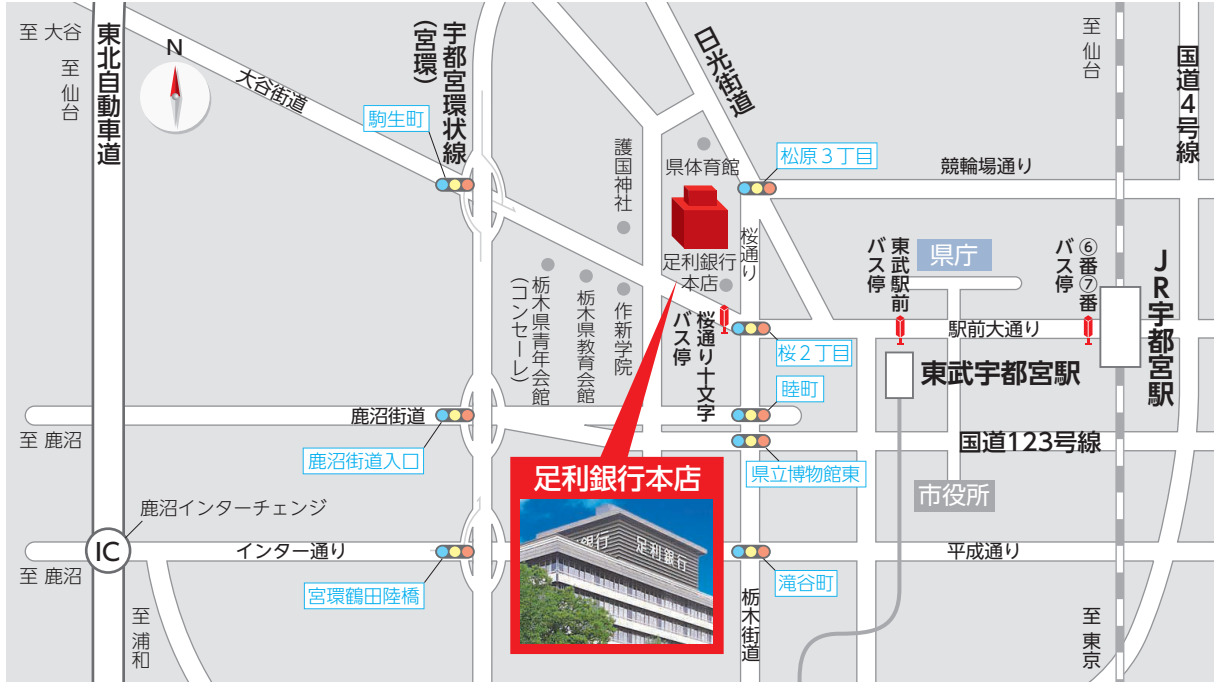 至 大谷
至 仙台
東北自動車道
N
大谷街道
宇都宮環状線
(宮環)
駒生町
日光街道
至 仙台
国道4号線
護国神社
県体育館
松原3丁目
競輪場通り
桜通り
足利銀行
本店
東武駅前
バス停
県庁
⑥番⑦番
バス停
JR宇都宮駅
栃木県青年会館
(コンセーレ)
栃木県教育会館
作新学院
桜通り十文字
バス停
桜2丁目
駅前大通り
東武宇都宮駅
鹿沼街道
至 鹿沼
睦町
鹿沼街道入口
国道123号線
県立博物館東
足利銀行本店
銀行
足利銀行
市役所
鹿沼インターチェンジ
IC
インター通り
至 鹿沼
宮環鶴田陸橋
平成通り
滝谷町
至 浦和
栃木街道
至 東京